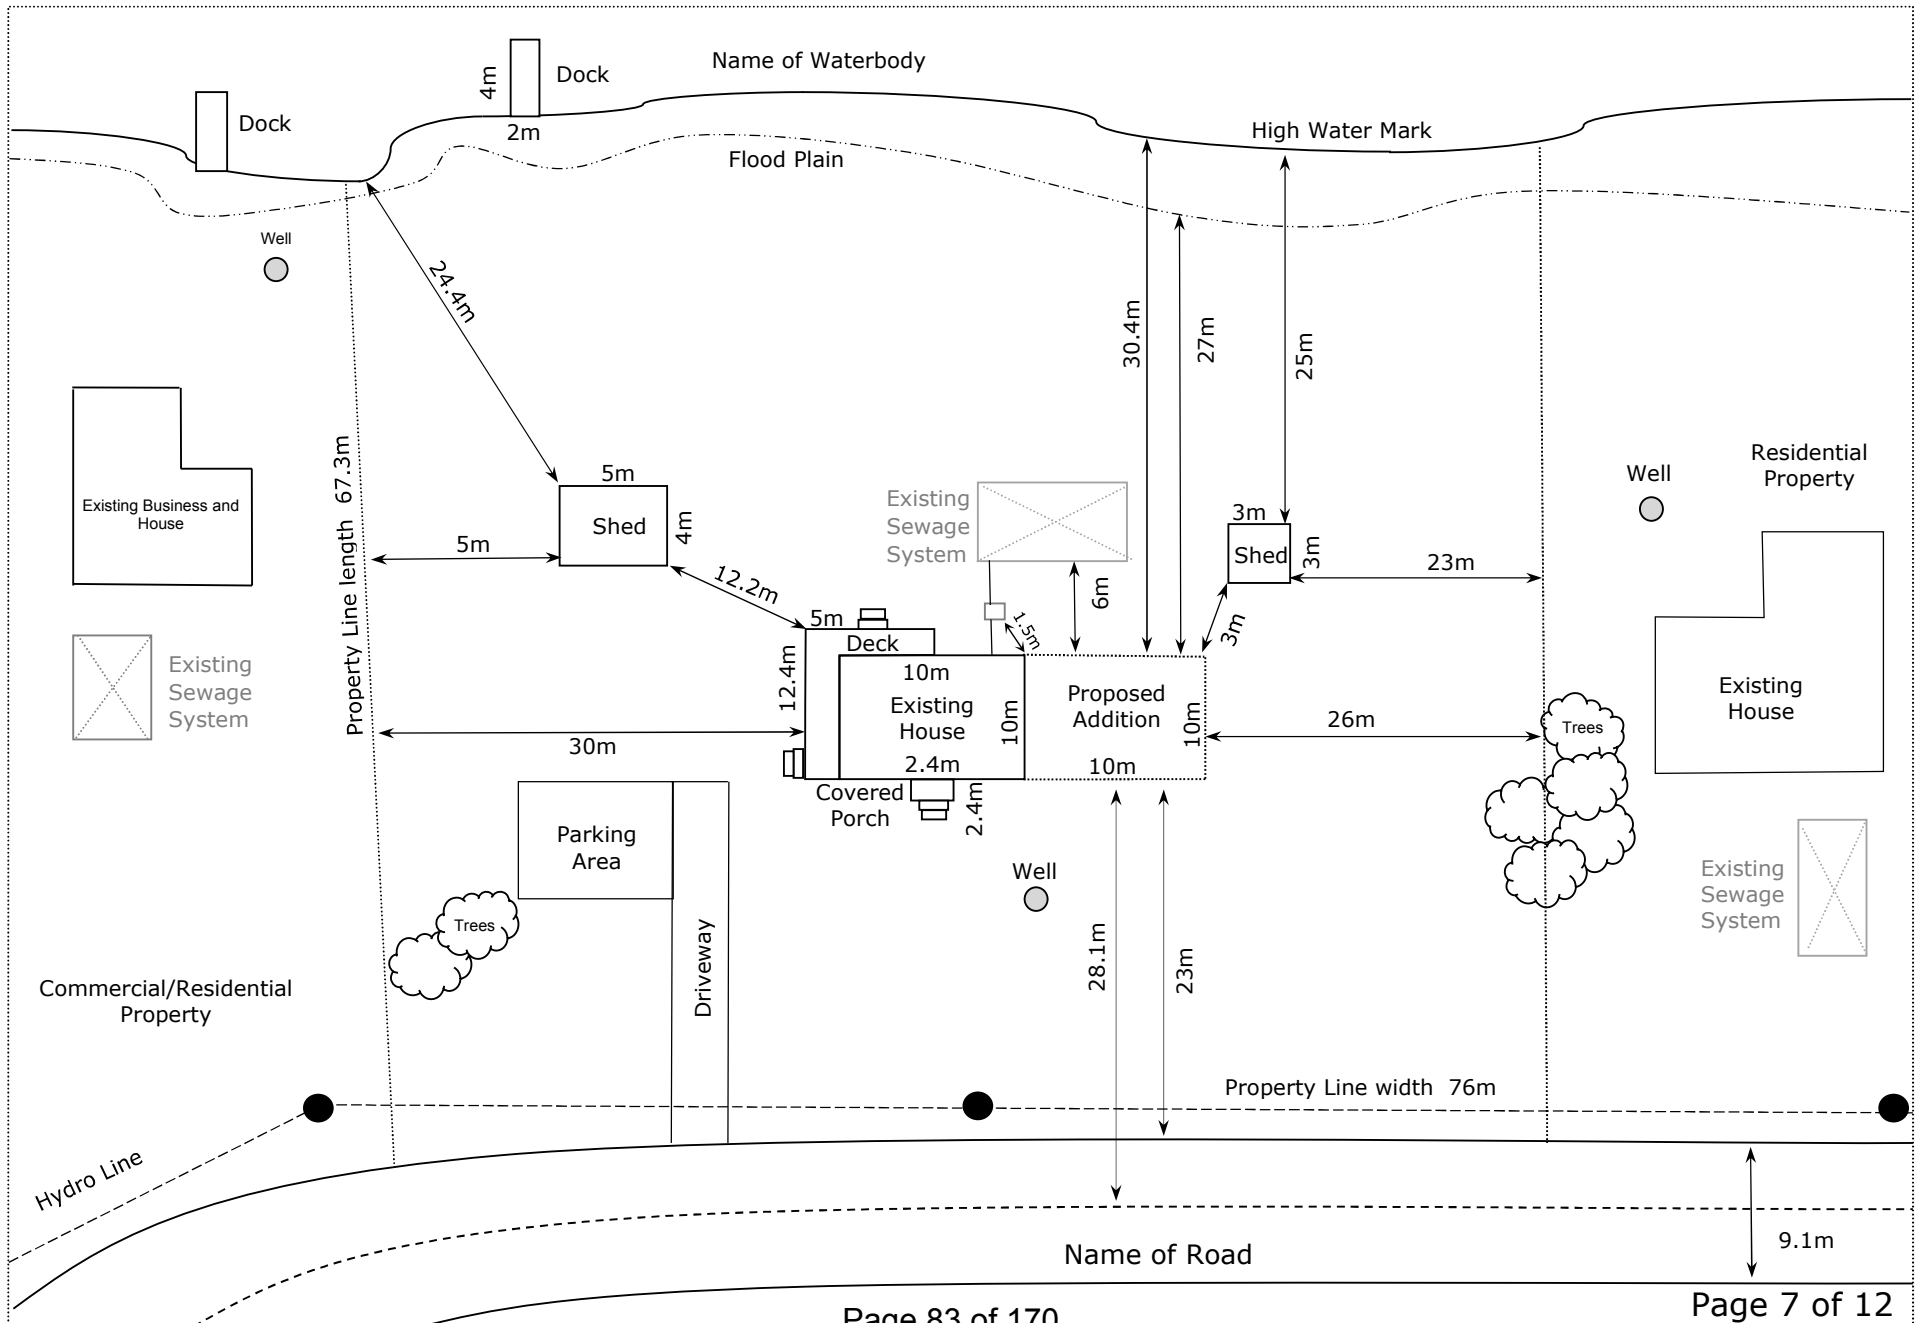 Name of Waterbody
4m
Dock
Dock
2m
High Water Mark
Flood Plain
Well
24.4m
30.4m
27m
25m
Property Line length 67.3m
Existing Business and
House
5m
Shed
4m
5m
12.2m
Existing
Sewage
System
6m
1.5m
3m
Shed
3m
3m
23m
Well
Residential
Property
Existing
Sewage
System
5m
Deck
12.4m
10m
Existing
House
10m
2.4m
Proposed
Addition
10m
10m
30m
26m
Trees
Existing
House
Covered
Porch
2.4m
Parking
Area
Driveway
Well
Trees
28.1m
23m
Existing
Sewage
System
Commercial/Residential
Property
Property Line width 76m
Hydro Line
Name of Road
9.1m
Page 83 of 170
Page 7 of 12